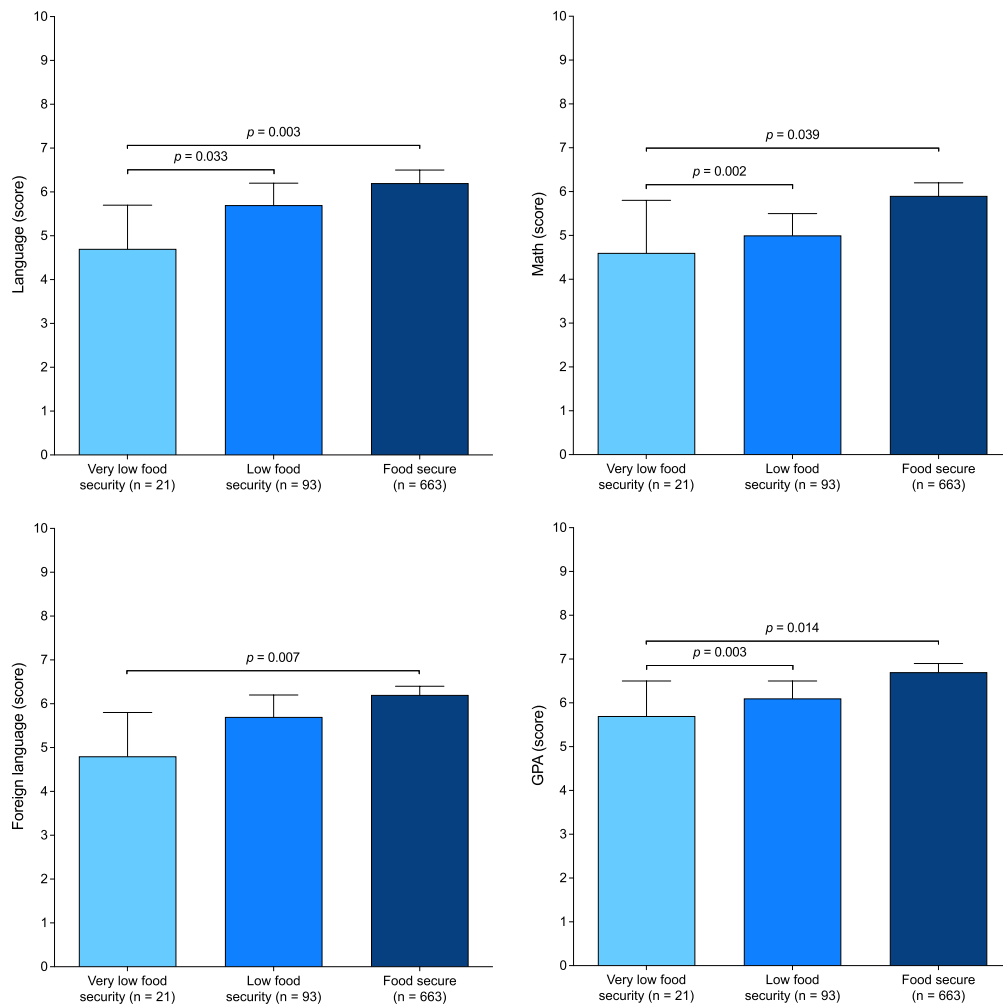 Language (score)
10
9
8
7
6
5
4
3
2
1
0
p = 0.003
p = 0.033
Very low food
security (n = 21)
Low food
security (n = 93)
Food secure
(n = 663)
Math (score)
10
9
8
7
6
5
4
3
2
1
0
p = 0.039
p = 0.002
Very low food
security (n = 21)
Low food
security (n = 93)
Food secure
(n = 663)
Foreign language (score)
10
9
8
7
6
5
4
3
2
1
0
p = 0.007
Very low food
security (n = 21)
Low food
security (n = 93)
Food secure
(n = 663)
GPA (score)
10
9
8
7
6
5
4
3
2
1
0
p = 0.014
p = 0.003
Very low food
security (n = 21)
Low food
security (n = 93)
Food secure
(n = 663)